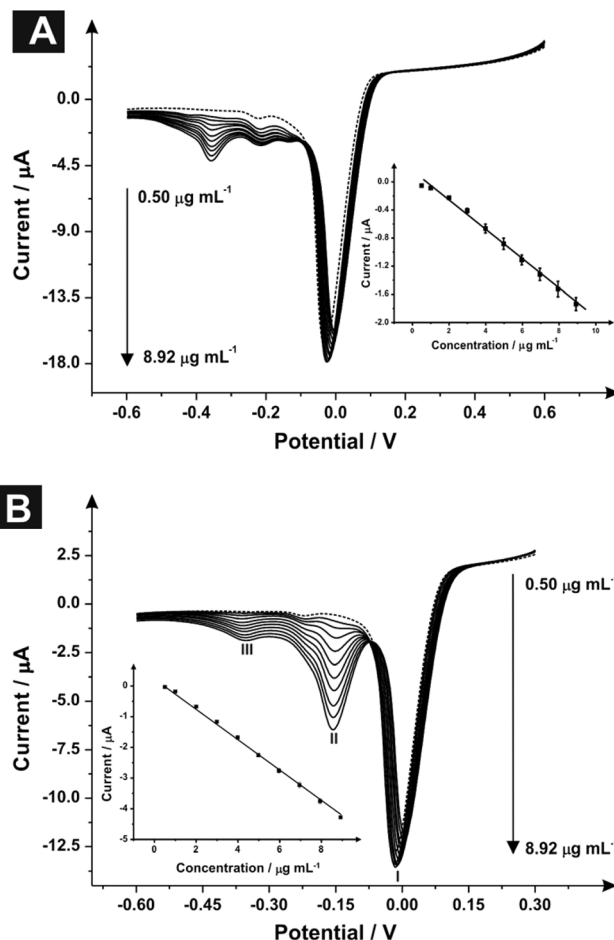 A
0.0
-4.5
-9.0
-13.5
-18.0
Current / µA
0.50 µg mL-1
8.92 µg mL-1
-0.6 -0.4 -0.2 0.0 0.2 0.4 0.6
Potential / V
0.0
-0.4
-0.8
-1.2
-1.6
-2.0
Current / µA
0 2 4 6 8 10
Concentration / µg mL-1
B
2.5
0.0
-2.5
-5.0
-7.5
-10.0
-12.5
Current / µA
0.50 µg mL-
8.92 µg mL-
III
II
I
-0.60 -0.45 -0.30 -0.15 0.00 0.15 0.30
Potential / V
0
-1
-2
-3
-4
-5
Current / µA
0 2 4 6 8
Concentration / µg mL-1